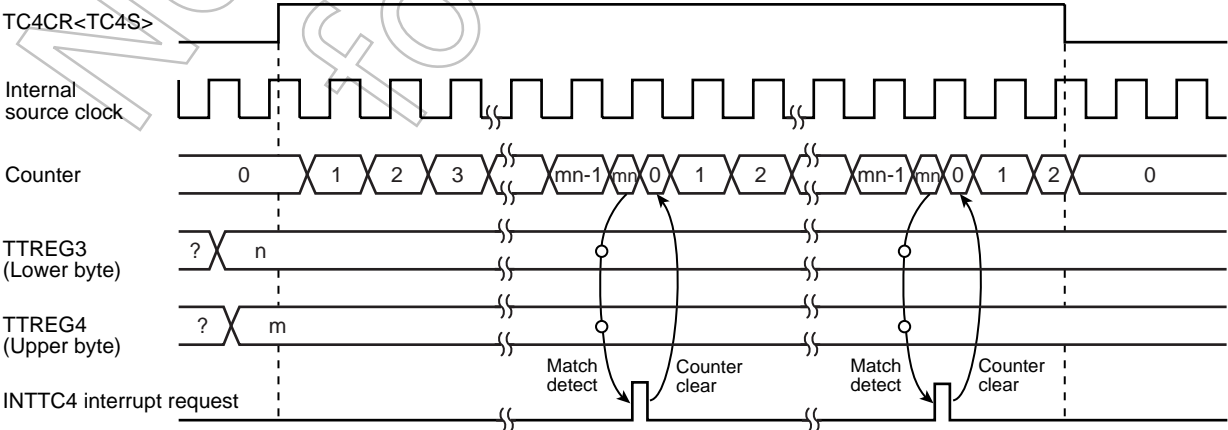 TC4CR<TC4S>
Internal
source clock
Counter
0 1 2 3 mn-1 mn 0 1 2 mn-1 mn 0 1 2 0
TTREG3
(Lower byte)
? n
TTREG4
(Upper byte)
? m
Match
detect
Counter
clear
Match
detect
Counter
clear
INTTC4 interrupt request